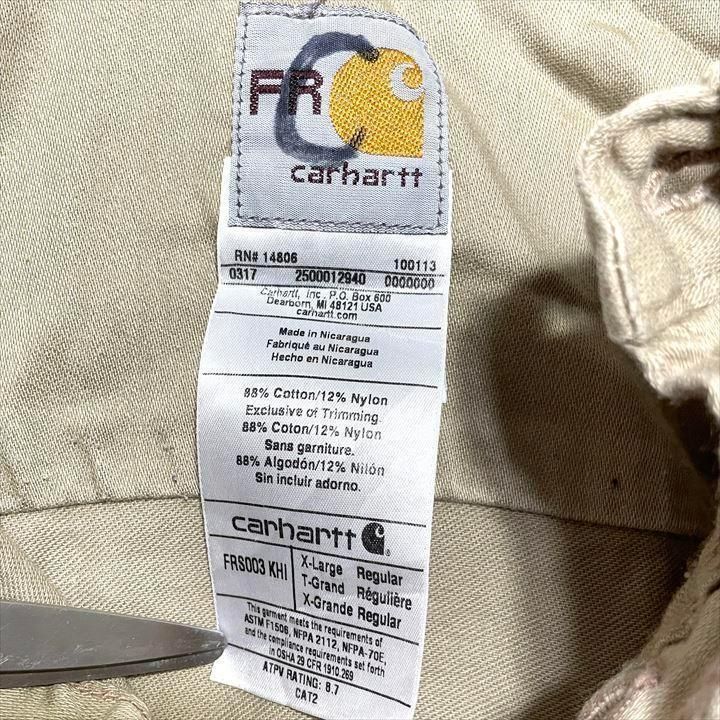 FR
carhartt
RN# 14806 100113
0317 2500012940 0000000
Carhartt, Inc. P.O. Box 600
Dearborn, MI 48121 USA
carhartt.com
Made in Nicaragua
Fabriqué au Nicaragua
Hecho en Nicaragua
88% Cotton/12% Nylon
Exclusive of Trimming.
88% Coton/12% Nylon
Sans garniture.
88% Algodón/12% Nilón
Sin incluir adorno.
carhartt
FRS003 KHI
X-Large Regular
T-Grand Régulière
X-Grande Regular
This garment meets the requirements of
ASTM F1506, NFPA 2112, NFPA-70E,
and the compliance requirements set forth
in OSHA 29 CFR 1910.269
ATPV RATING: 8.7
CAT2